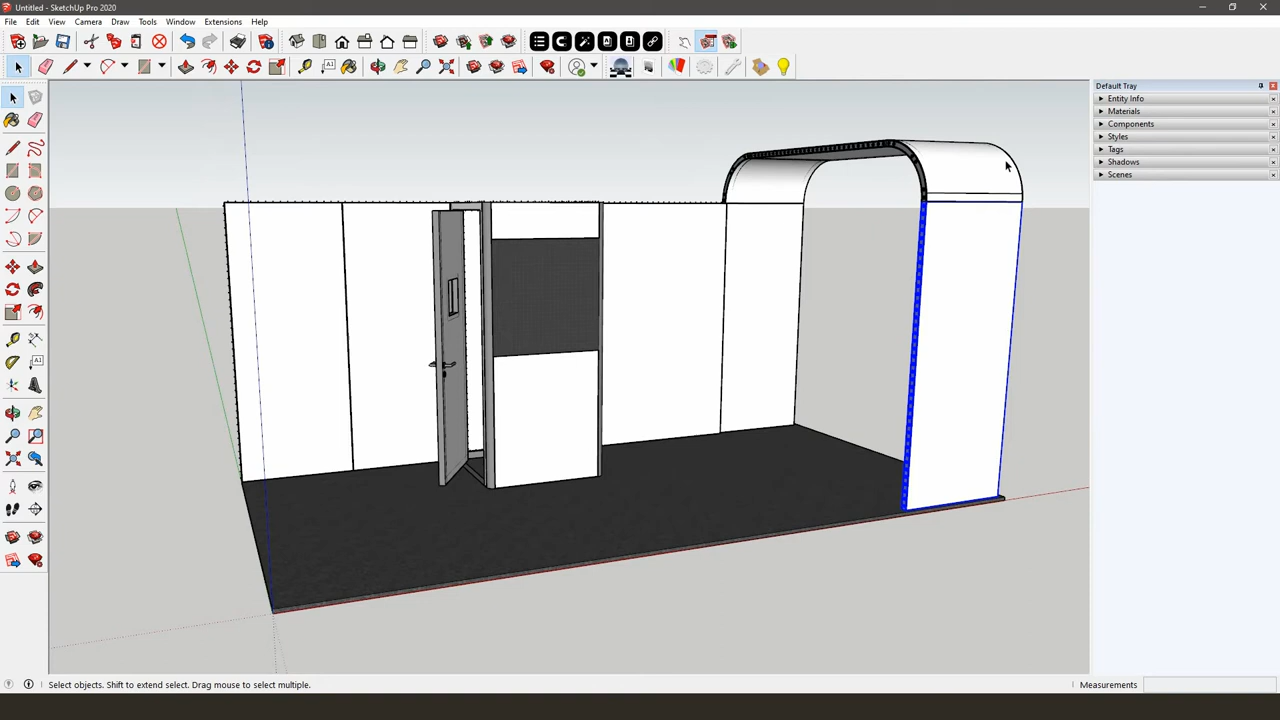 Untitled - SketchUp Pro 2020
File Edit View Camera Draw Tools Window Extensions Help
Default Tray
Entity Info
Materials
Components
Styles
Tags
Shadows
Scenes
Select objects. Shift to extend select. Drag mouse to select multiple.
Measurements